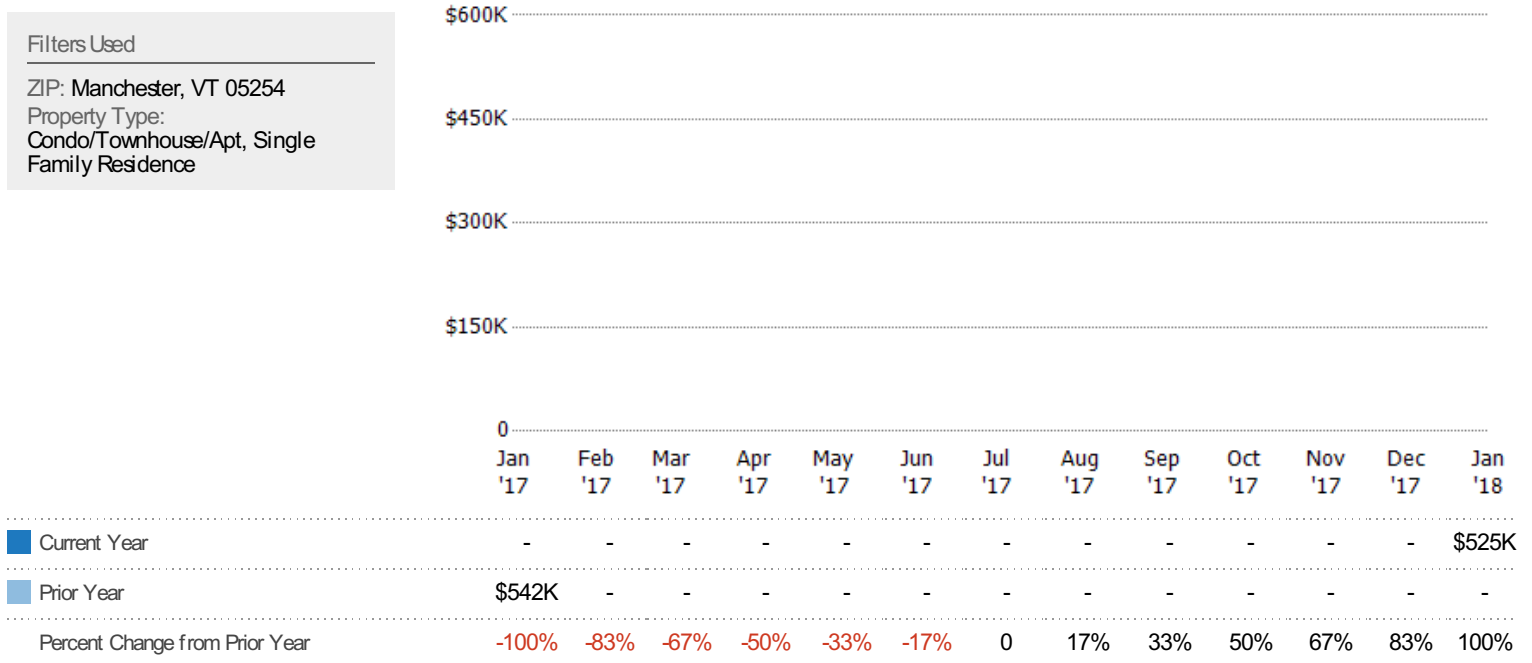 Filters Used
ZIP: Manchester, VT 05254
Property Type:
Condo/Townhouse/Apt, Single
Family Residence
$600K
$450K
$300K
$150K
0
Jan Feb Mar Apr May Jun Jul Aug Sep Oct Nov Dec Jan
'17 '17 '17 '17 '17 '17 '17 '17 '17 '17 '17 '17 '18
Current Year - - - - - - - - - - - - $525K
Prior Year $542K - - - - - - - - - - - -
Percent Change from Prior Year -100% -83% -67% -50% -33% -17% 0 17% 33% 50% 67% 83% 100%